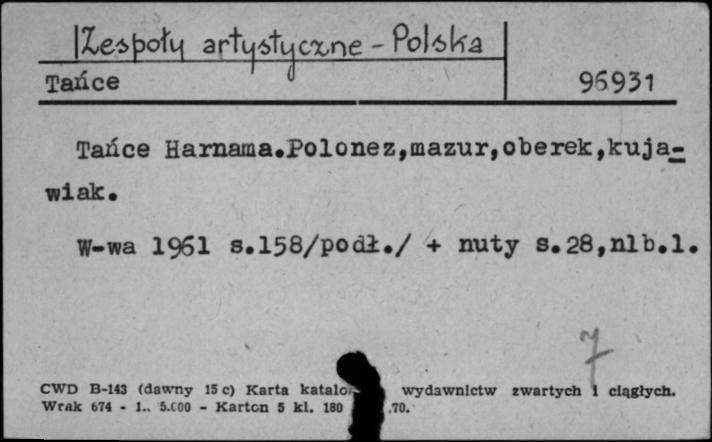 Zespoły artystyczne - Polska
Tańce 96931
Tańce Harnama.Polonez,mazur,oberek,kuja=
wiak.
W-wa 1961 s.158/podł./ + nuty s.28,nlb.1.
7
CWD B-143 (dawny 15 c) Karta wydawnictw zwartych i ciągłych.
Wrak 674 - 1.. 5.000 - Karton 5 kl. 180 .70.